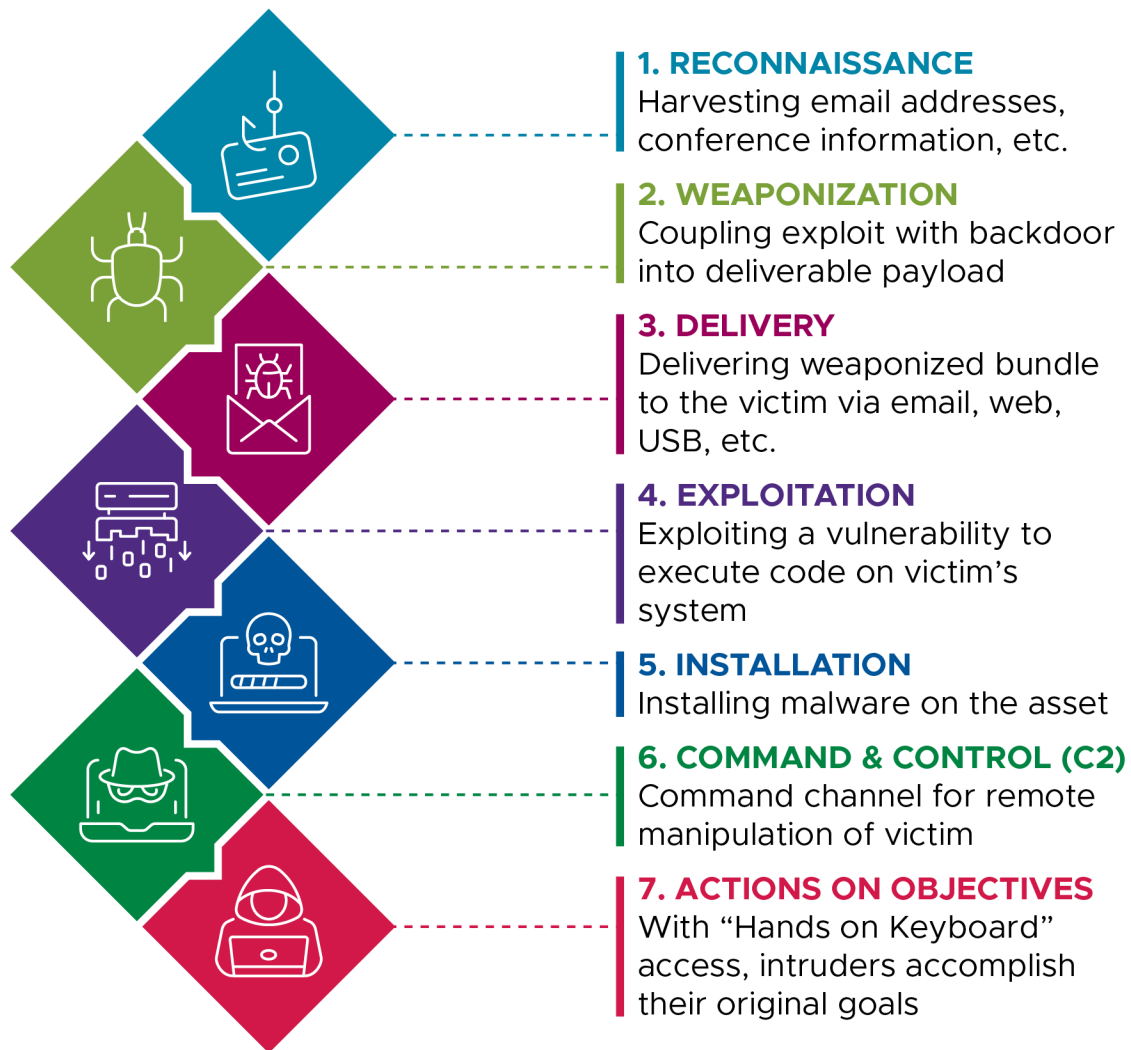 1. RECONNAISSANCE
Harvesting email addresses,
conference information, etc.
2. WEAPONIZATION
Coupling exploit with backdoor
into deliverable payload
3. DELIVERY
Delivering weaponized bundle
to the victim via email, web,
USB, etc.
4. EXPLOITATION
Exploiting a vulnerability to
execute code on victim’s
system
5. INSTALLATION
Installing malware on the asset
6. COMMAND & CONTROL (C2)
Command channel for remote
manipulation of victim
7. ACTIONS ON OBJECTIVES
With “Hands on Keyboard”
access, intruders accomplish
their original goals